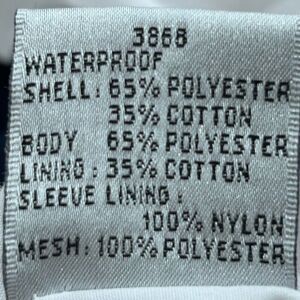 3868
WATERPROOF
SHELL: 65% POLYESTER
35% COTTON
BODY 65% POLYESTER
LINING: 35% COTTON
SLEEVE LINING:
100% NYLON
MESH: 100% POLYESTER